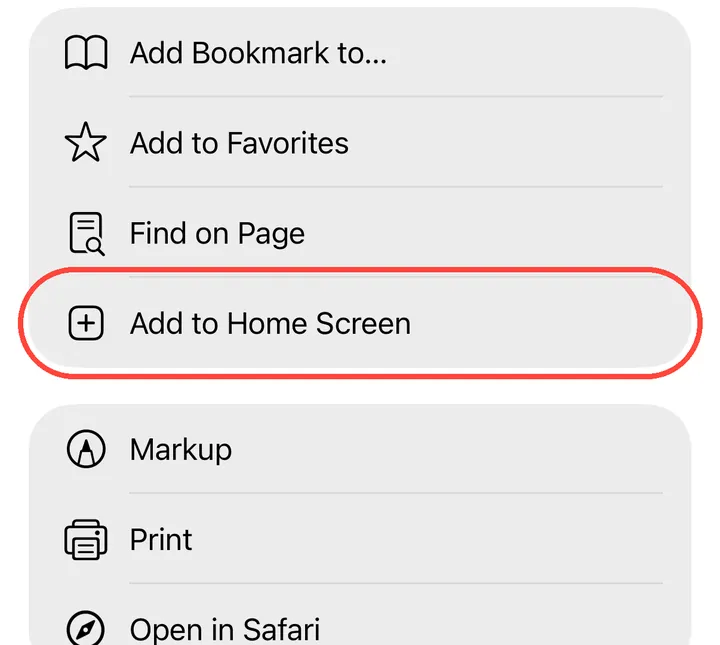 Add Bookmark to...
Add to Favorites
Find on Page
Add to Home Screen
Markup
Print
Open in Safari